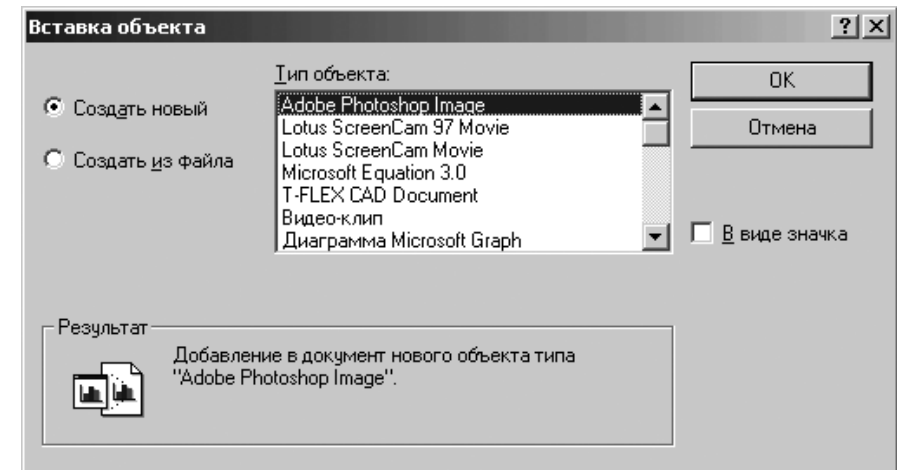 Вставка объекта
Тип объекта:
Создать новый
Создать из файла
Adobe Photoshop Image
Lotus ScreenCam 97 Movie
Lotus ScreenCam Movie
Microsoft Equation 3.0
T-FLEX CAD Document
Видео-клип
Диаграмма Microsoft Graph
OK
Отмена
В виде значка
Результат
Добавление в документ нового объекта типа
"Adobe Photoshop Image".